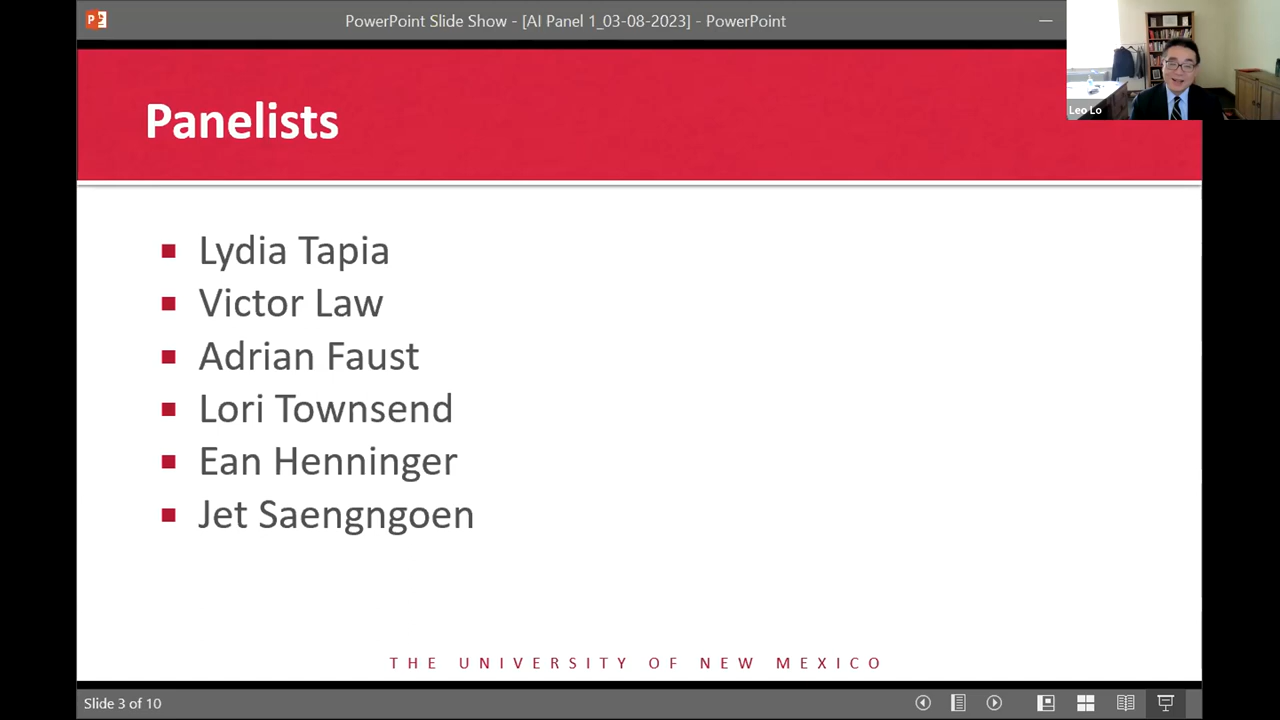 PowerPoint Slide Show - [AI Panel 1_03-08-2023] - PowerPoint
Leo Lo
Panelists
Lydia Tapia
Victor Law
Adrian Faust
Lori Townsend
Ean Henninger
Jet Saengngoen
THE UNIVERSITY OF NEW MEXICO
Slide 3 of 10